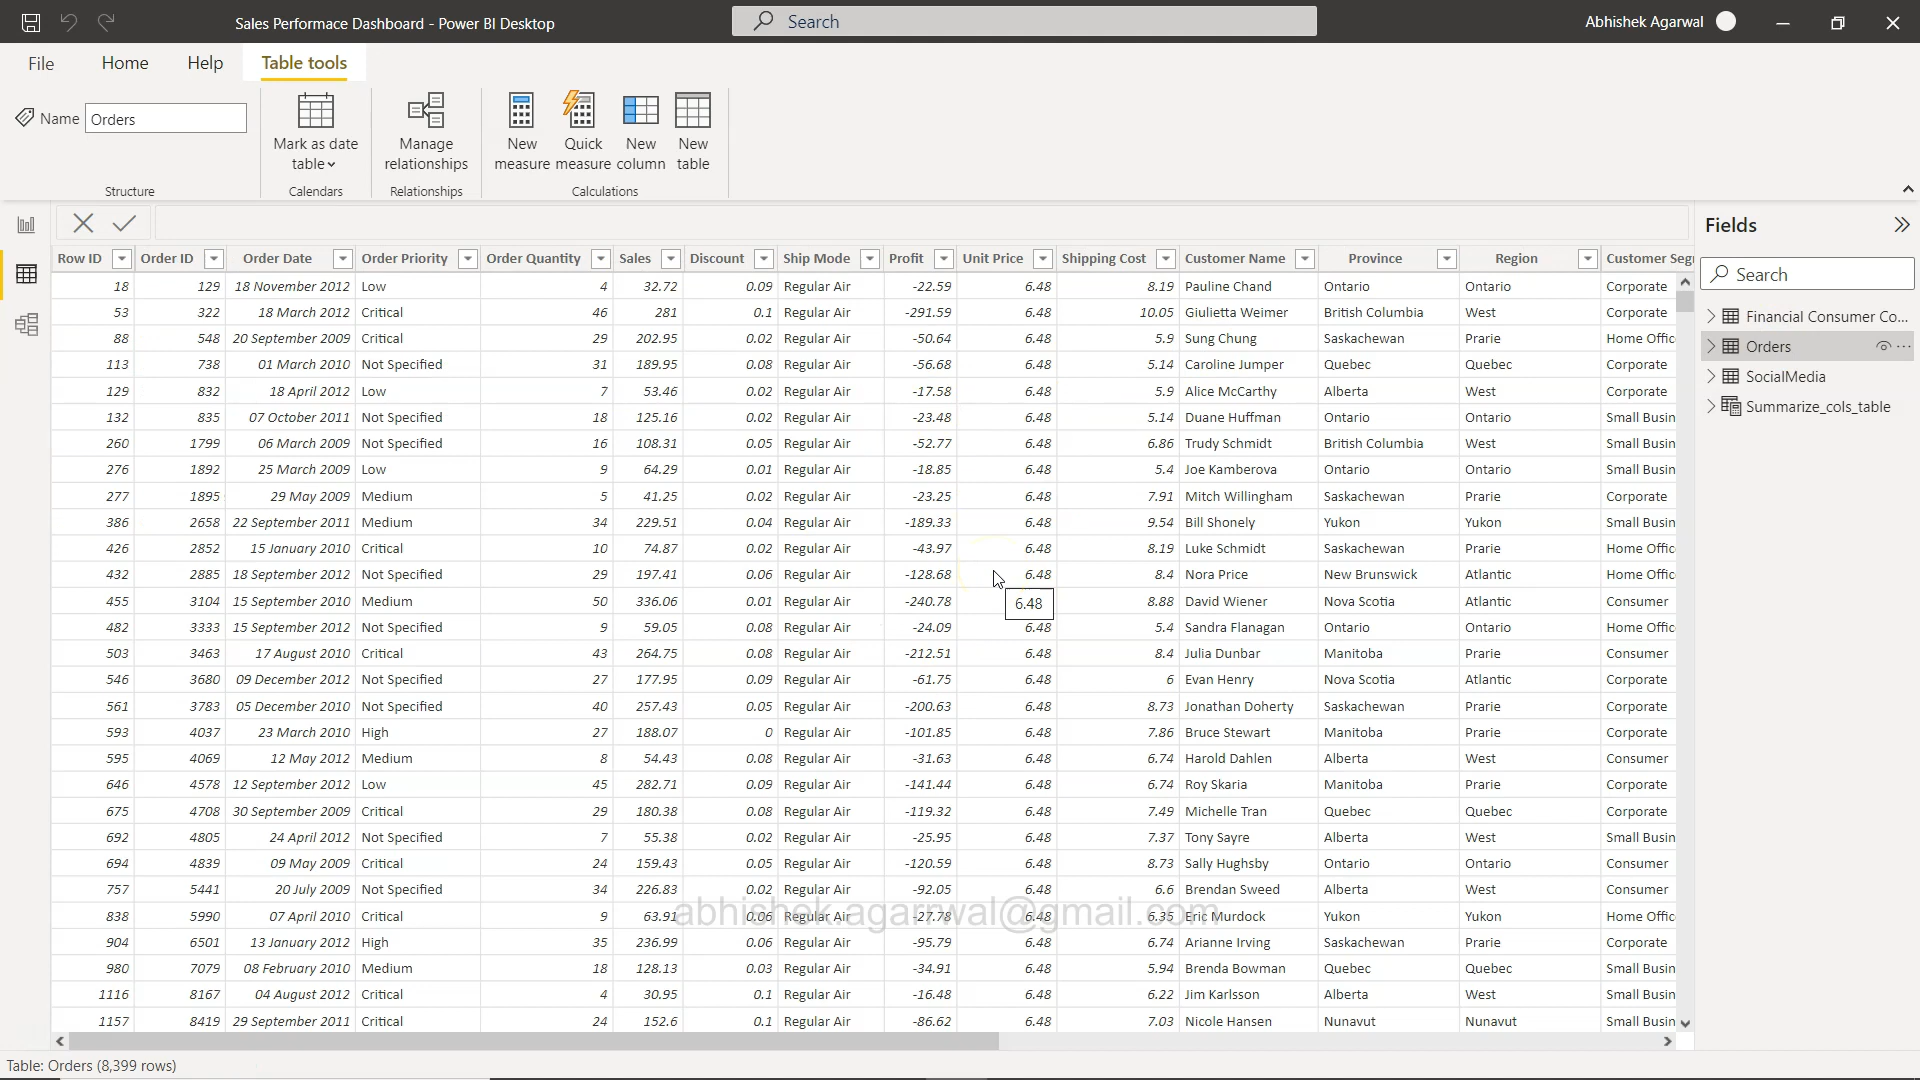 Sales Performace Dashboard - Power BI Desktop
Search
Abhishek Agarwal
File Home Help Table tools
Name Orders
Mark as date table
Manage relationships
New measure
Quick measure
New column
New table
Structure Calendars Relationships Calculations
Row ID Order ID Order Date Order Priority Order Quantity Sales Discount Ship Mode Profit Unit Price Shipping Cost Customer Name Province Region Customer Seg
18 129 18 November 2012 Low 4 32.72 0.09 Regular Air -22.59 6.48 8.19 Pauline Chand Ontario Ontario Corporate
53 322 18 March 2012 Critical 46 281 0.1 Regular Air -291.59 6.48 10.05 Giulietta Weimer British Columbia West Corporate
88 548 20 September 2009 Critical 29 202.95 0.02 Regular Air -50.64 6.48 5.9 Sung Chung Saskachewan Prarie Home Offic
113 738 01 March 2010 Not Specified 31 189.95 0.08 Regular Air -56.68 6.48 5.14 Caroline Jumper Quebec Quebec Corporate
129 832 18 April 2012 Low 7 53.46 0.02 Regular Air -17.58 6.48 5.9 Alice McCarthy Alberta West Corporate
132 835 07 October 2011 Not Specified 18 125.16 0.02 Regular Air -23.48 6.48 5.14 Duane Huffman Ontario Ontario Small Busin
260 1799 06 March 2009 Not Specified 16 108.31 0.05 Regular Air -52.77 6.48 6.86 Trudy Schmidt British Columbia West Small Busin
276 1892 25 March 2009 Low 9 64.29 0.01 Regular Air -18.85 6.48 5.4 Joe Kamberova Ontario Ontario Small Busin
277 1895 29 May 2009 Medium 5 41.25 0.02 Regular Air -23.25 6.48 7.91 Mitch Willingham Saskachewan Prarie Corporate
386 2658 22 September 2011 Medium 34 229.51 0.04 Regular Air -189.33 6.48 9.54 Bill Shonely Yukon Yukon Small Busin
426 2852 15 January 2010 Critical 10 74.87 0.02 Regular Air -43.97 6.48 8.19 Luke Schmidt Saskachewan Prarie Home Offic
432 2885 18 September 2012 Not Specified 29 197.41 0.06 Regular Air -128.68 6.48 8.4 Nora Price New Brunswick Atlantic Home Offic
455 3104 15 September 2010 Medium 50 336.06 0.01 Regular Air -240.78 6.48 8.88 David Wiener Nova Scotia Atlantic Consumer
482 3333 15 September 2012 Not Specified 9 59.05 0.08 Regular Air -24.09 6.48 5.4 Sandra Flanagan Ontario Ontario Home Offic
503 3463 17 August 2010 Critical 43 264.75 0.08 Regular Air -212.51 6.48 8.4 Julia Dunbar Manitoba Prarie Consumer
546 3680 09 December 2012 Not Specified 27 177.95 0.09 Regular Air -61.75 6.48 6 Evan Henry Nova Scotia Atlantic Corporate
561 3783 05 December 2010 Not Specified 40 257.43 0.05 Regular Air -200.63 6.48 8.73 Jonathan Doherty Saskachewan Prarie Corporate
593 4037 23 March 2010 High 27 188.07 0 Regular Air -101.85 6.48 7.86 Bruce Stewart Manitoba Prarie Corporate
595 4069 12 May 2012 Medium 8 54.43 0.08 Regular Air -31.63 6.48 6.74 Harold Dahlen Alberta West Consumer
646 4578 12 September 2012 Low 45 282.71 0.09 Regular Air -141.44 6.48 6.74 Roy Skaria Manitoba Prarie Corporate
675 4708 30 September 2009 Critical 29 180.38 0.08 Regular Air -119.32 6.48 7.49 Michelle Tran Quebec Quebec Corporate
692 4805 24 April 2012 Not Specified 7 55.38 0.02 Regular Air -25.95 6.48 7.37 Tony Sayre Alberta West Small Busin
694 4839 09 May 2009 Critical 24 159.43 0.05 Regular Air -120.59 6.48 8.73 Sally Hughsby Ontario Ontario Consumer
757 5441 20 July 2009 Not Specified 34 226.83 0.02 Regular Air -92.05 6.48 6.6 Brendan Sweed Alberta West Consumer
838 5990 07 April 2010 Critical 9 63.91 0.06 Regular Air -27.78 6.48 6.35 Eric Murdock Yukon Yukon Home Offic
904 6501 13 January 2012 High 35 236.99 0.06 Regular Air -95.79 6.48 6.74 Arianne Irving Saskachewan Prarie Corporate
980 7079 08 February 2010 Medium 18 128.13 0.03 Regular Air -34.91 6.48 5.94 Brenda Bowman Quebec Quebec Small Busin
1116 8167 04 August 2012 Critical 4 30.95 0.1 Regular Air -16.48 6.48 6.22 Jim Karlsson Alberta West Small Busin
1157 8419 29 September 2011 Critical 24 152.6 0.1 Regular Air -86.62 6.48 7.03 Nicole Hansen Nunavut Nunavut Small Busin
6.48
abhishek.agarrwal@gmail.com
Fields
Search
Financial Consumer Co...
Orders
SocialMedia
Summarize_cols_table
Table: Orders (8,399 rows)